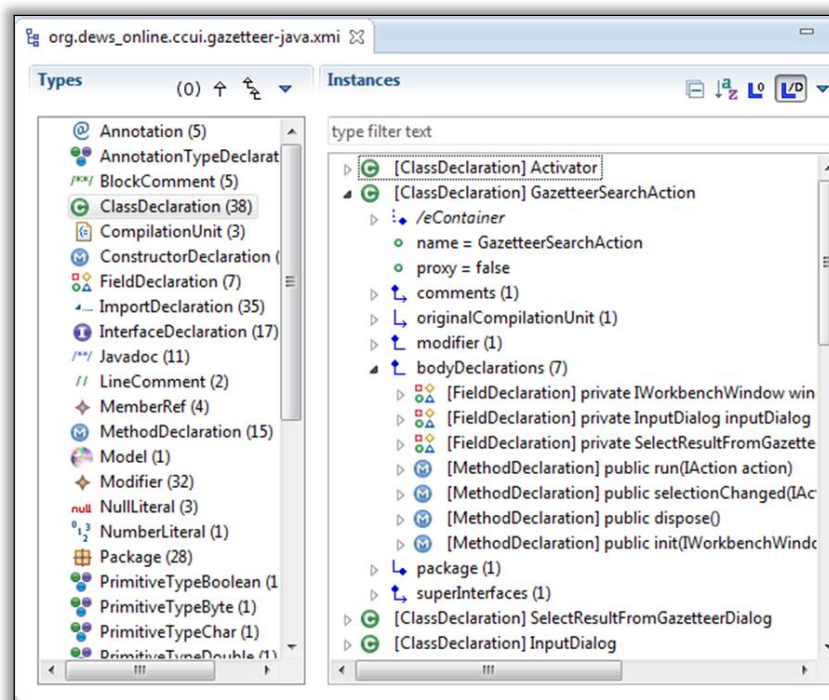 org.dews_online.ccui.gazetteer-java.xmi
Types
(0)
Annotation (5)
AnnotationTypeDeclarat
/**/ BlockComment (5)
ClassDeclaration (38)
CompilationUnit (3)
ConstructorDeclaration (
FieldDeclaration (7)
ImportDeclaration (35)
InterfaceDeclaration (17)
/**/ Javadoc (11)
// LineComment (2)
MemberRef (4)
MethodDeclaration (15)
Model (1)
Modifier (32)
null NullLiteral (3)
NumberLiteral (1)
Package (28)
PrimitiveTypeBoolean (1
PrimitiveTypeByte (1)
PrimitiveTypeChar (1)
PrimitiveTypeDouble (1)
Instances
type filter text
[ClassDeclaration] Activator
[ClassDeclaration] GazetteerSearchAction
/eContainer
name = GazetteerSearchAction
proxy = false
comments (1)
originalCompilationUnit (1)
modifier (1)
bodyDeclarations (7)
[FieldDeclaration] private IWorkbenchWindow win
[FieldDeclaration] private InputDialog inputDialog
[FieldDeclaration] private SelectResultFromGazette
[MethodDeclaration] public run(IAction action)
[MethodDeclaration] public selectionChanged(IAc
[MethodDeclaration] public dispose()
[MethodDeclaration] public init(IWorkbenchWindo
package (1)
superInterfaces (1)
[ClassDeclaration] SelectResultFromGazetteerDialog
[ClassDeclaration] InputDialog